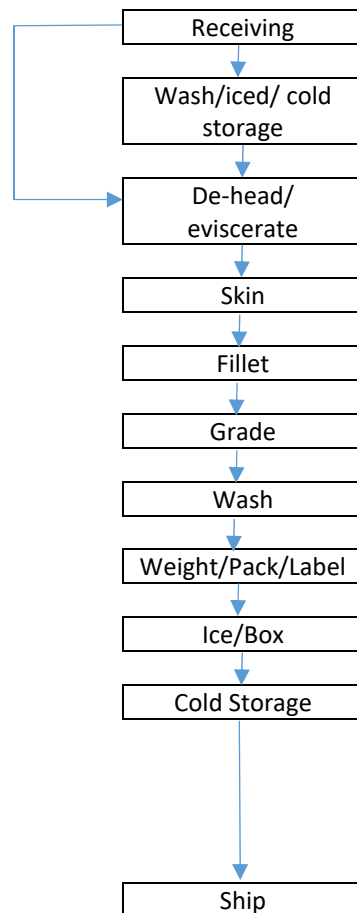 Receiving
Wash/iced/ cold
storage
De-head/
eviscerate
Skin
Fillet
Grade
Wash
Weight/Pack/Label
Ice/Box
Cold Storage
Ship